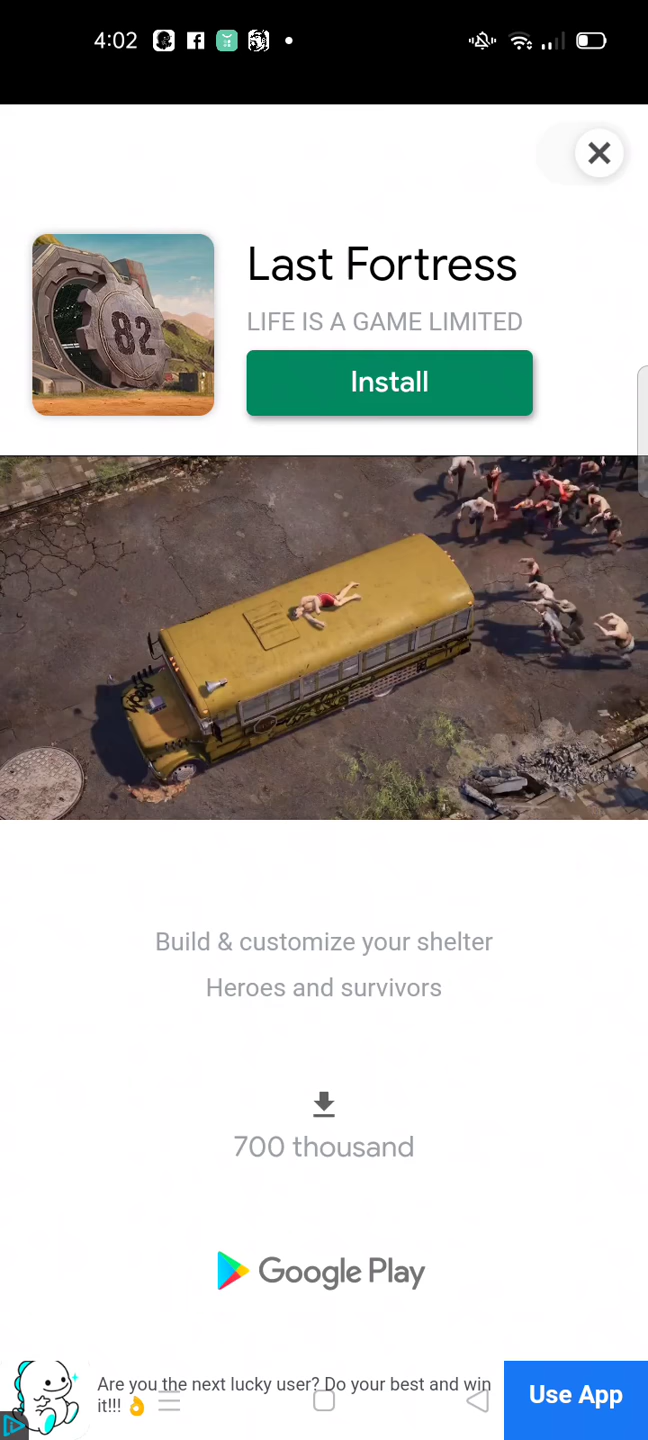 4:02
Last Fortress
LIFE IS A GAME LIMITED
Install
82
Build & customize your shelter
Heroes and survivors
700 thousand
Google Play
Are you the next lucky user? Do your best and win
it!!! 👌
Use App